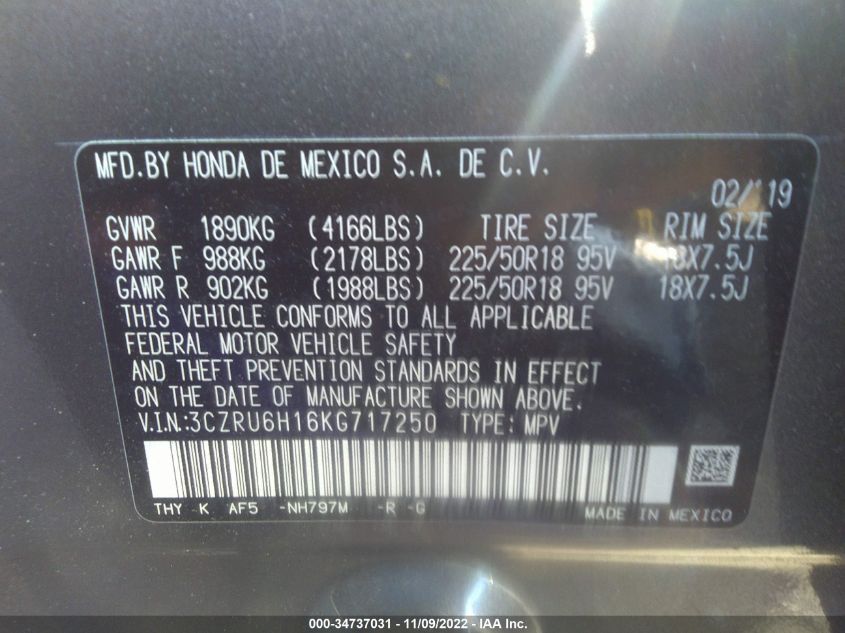 MFD.BY HONDA DE MEXICO S.A. DE C.V.
02/ 19
GVWR 1890KG (4166LBS) TIRE SIZE RIM SIZE
GAWR F 988KG (2178LBS) 225/50R18 95V 18X7.5J
GAWR R 902KG (1988LBS) 225/50R18 95V 18X7.5J
THIS VEHICLE CONFORMS TO ALL APPLICABLE
FEDERAL MOTOR VEHICLE SAFETY
AND THEFT PREVENTION STANDARDS IN EFFECT
ON THE DATE OF MANUFACTURE SHOWN ABOVE.
V.I.N:3CZRU6H16KG717250 TYPE: MPV
THY K AF5 -NH797M -R -G MADE IN MEXICO
000-34737031 - 11/09/2022 - IAA Inc.